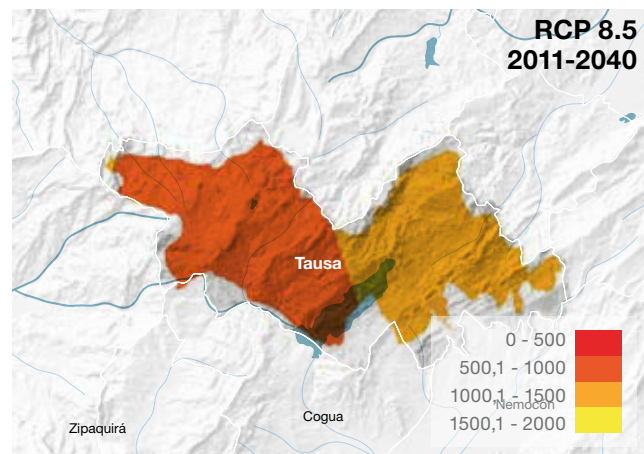 RCP 8.5
2011-2040
Tausa
0 - 500
500,1 - 1000
1000,1 - 1500
Nemocón
1500,1 - 2000
Cogua
Zipaquirá